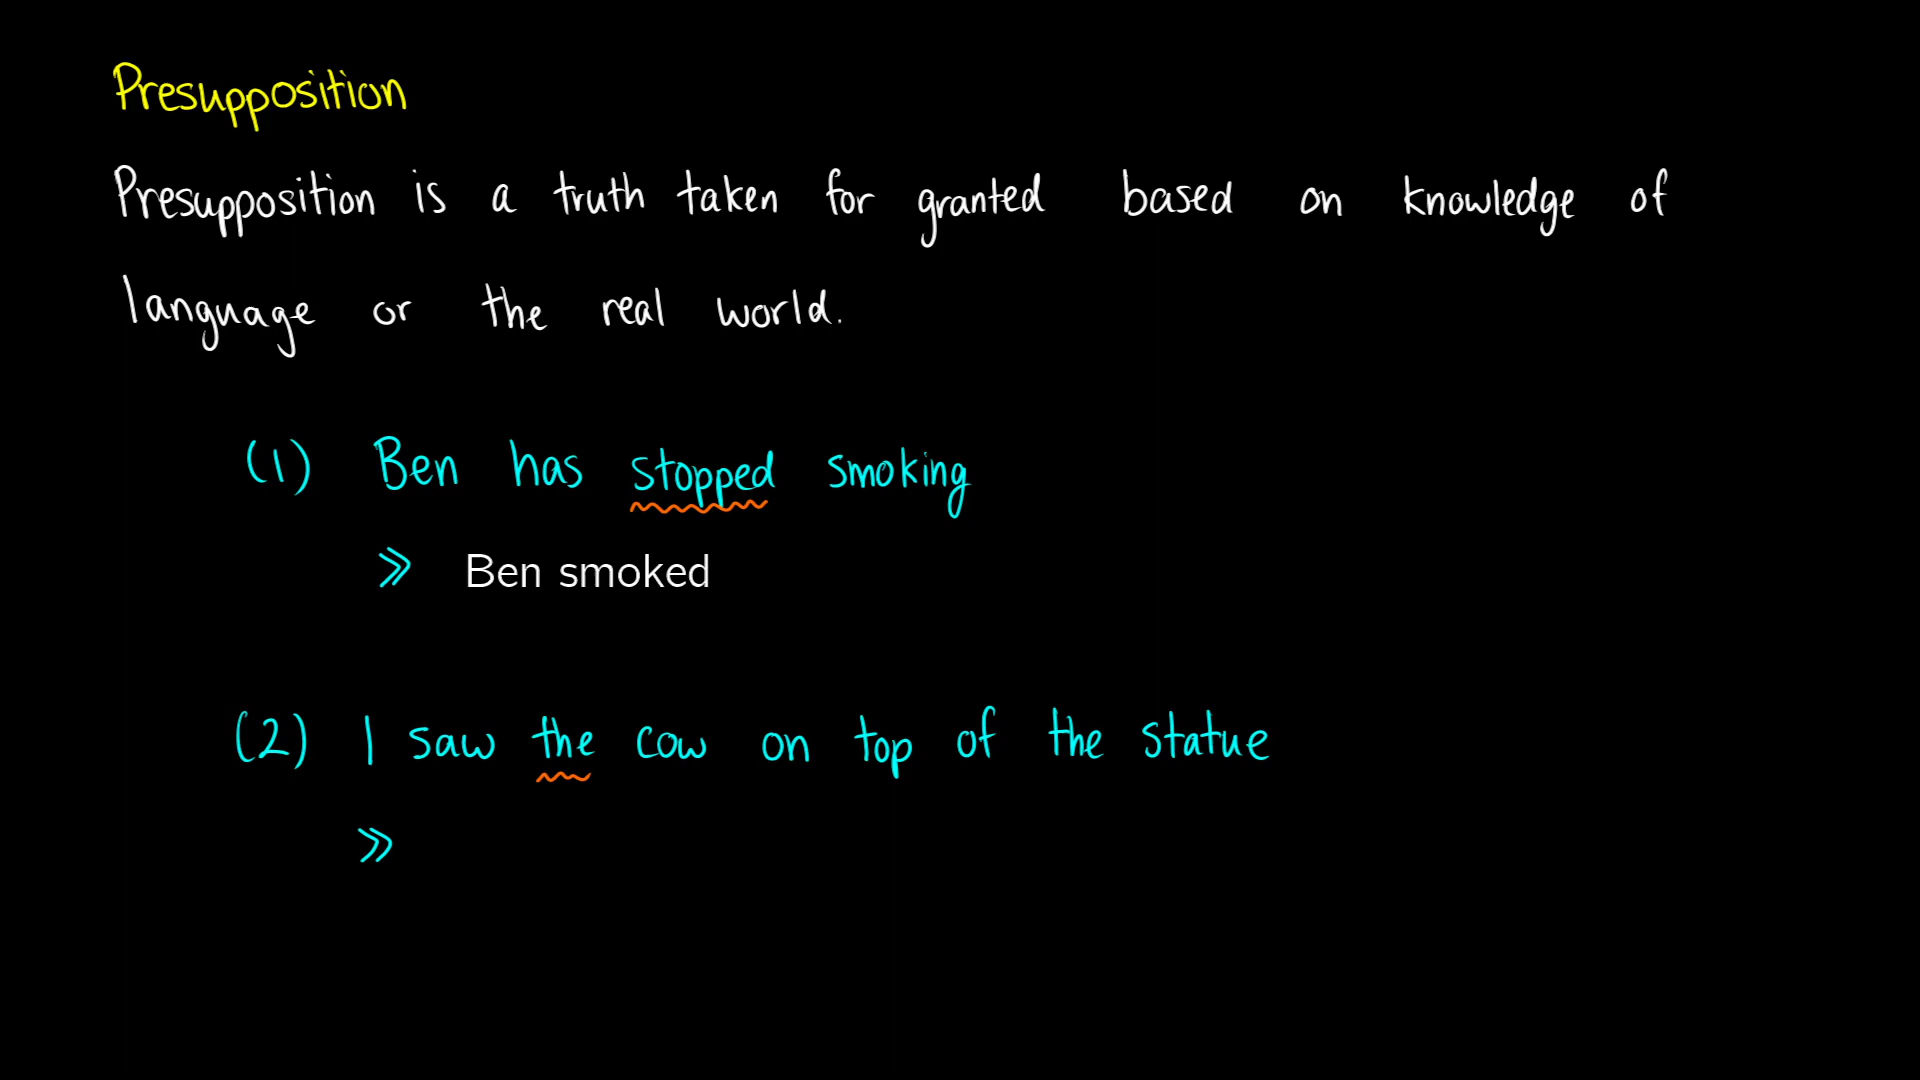 Presupposition
Presupposition is a truth taken for granted based on knowledge of
language or the real world.
(1) Ben has stopped smoking
≫ Ben smoked
(2) I saw the cow on top of the statue
≫